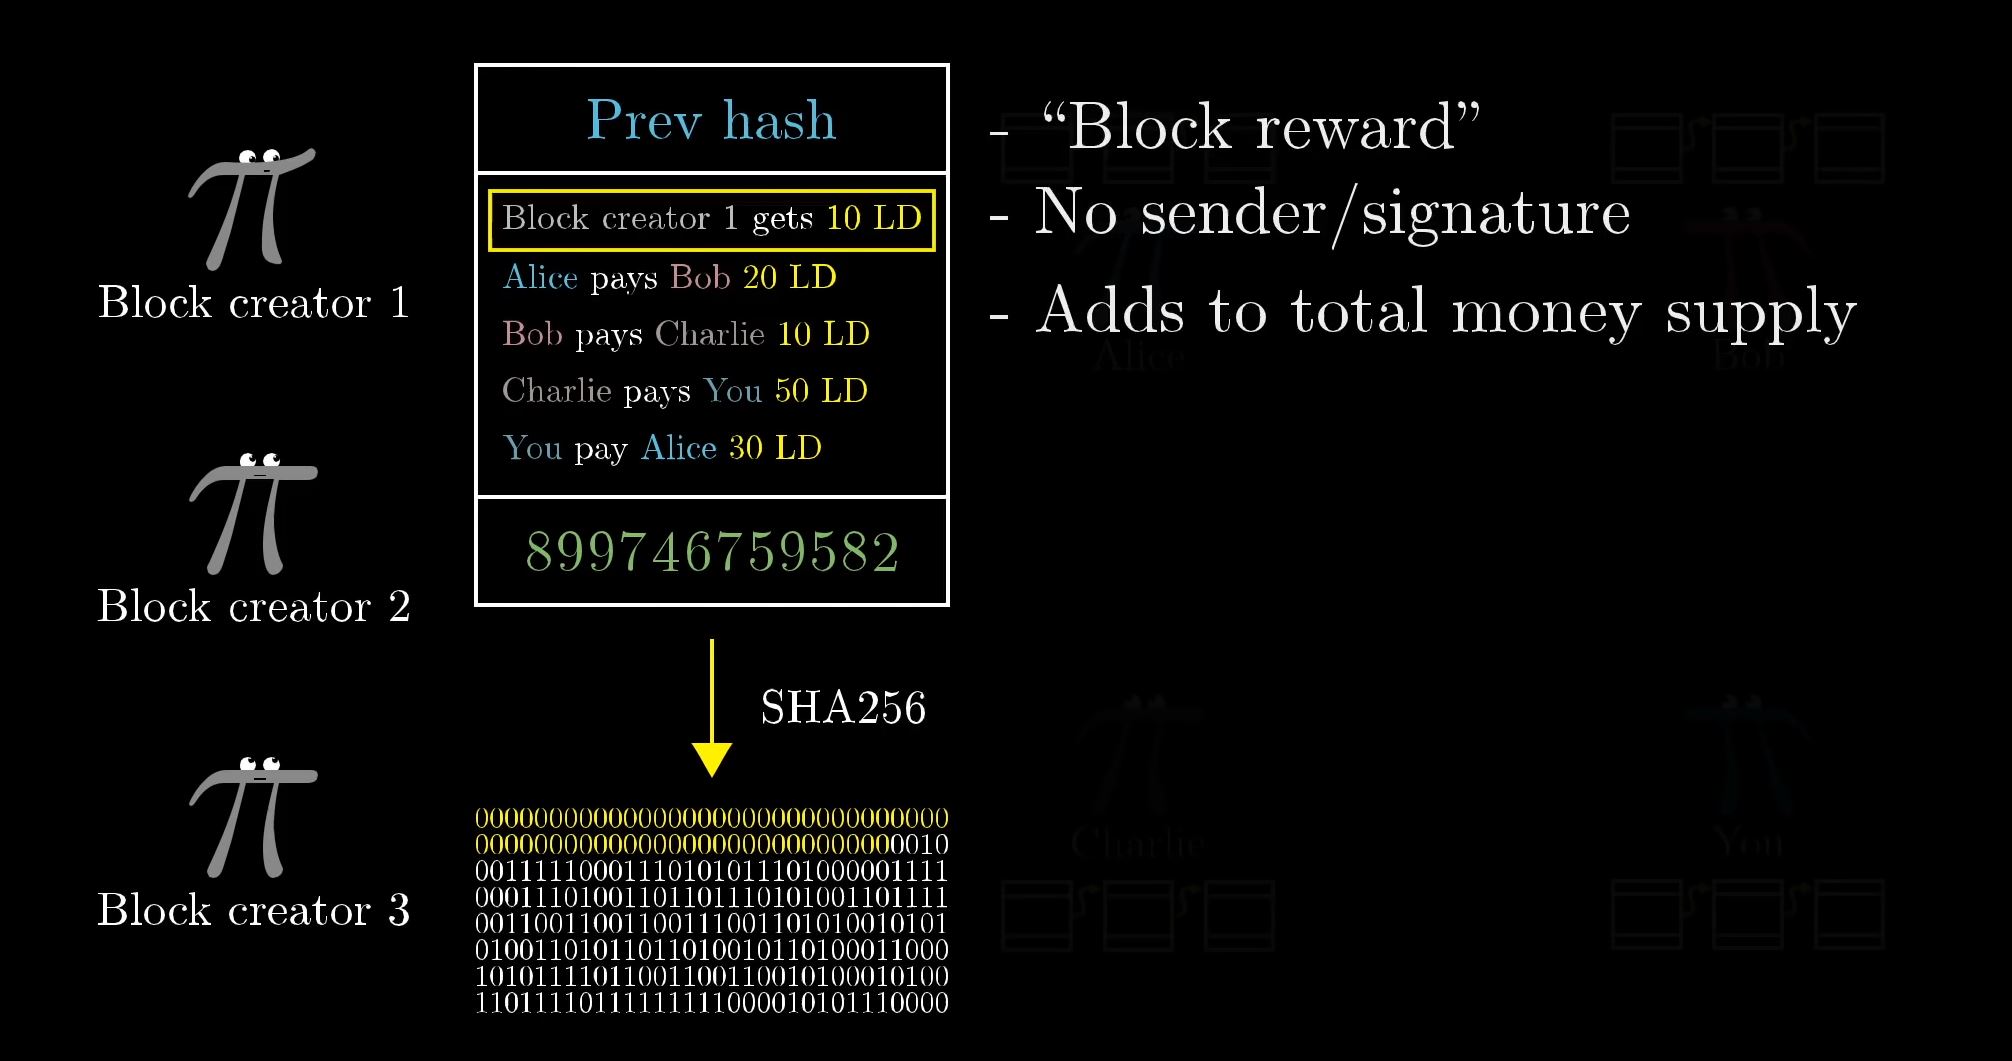 Prev hash
Block creator 1 gets 10 LD
Alice pays Bob 20 LD
Bob pays Charlie 10 LD
Charlie pays You 50 LD
You pay Alice 30 LD
899746759582
SHA256
00000000000000000000000000000000
00000000000000000000000000000010
00111110001110101011101000001111
00011101001101101110101001101111
00110011001100111001101010010101
01001101011011010010110100011000
10101111011001100110010100010100
11011110111111111000010101110000
Block creator 1
Block creator 2
Block creator 3
- “Block reward”
- No sender/signature
- Adds to total money supply
Alice
Bob
Charlie
You